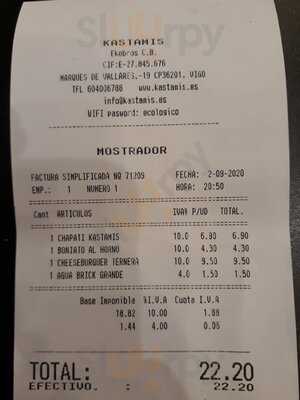 KASTAMIS
Ekobros C.B.
CIF:E-27.845.676
MARQUES DE VALLARES,-19 CP36201, VIGO
TFL 604006788 www.kastamis.es
info@kastamis.es
WIFI pasword: ecologico
MOSTRADOR
FACTURA SIMPLIFICADA NQ 71209 FECHA: 2-09-2020
EMP.: 1 NUMERO 1 HORA: 20:50
Cant ARTICULOS IVA% P/UD TOTAL.
1 CHAPATI KASTAMIS 10.0 6.90 6.90
1 BONIATO AL HORNO 10.0 4.30 4.30
1 CHEESEBURGUER TERNERA 10.0 9.50 9.50
1 AGUA BRICK GRANDE 4.0 1.50 1.50
Base Imponible %I.V.A Cuota I.V.A
18.82 10.00 1.88
1.44 4.00 0.06
TOTAL: 22.20
EFECTIVO. : 22.20